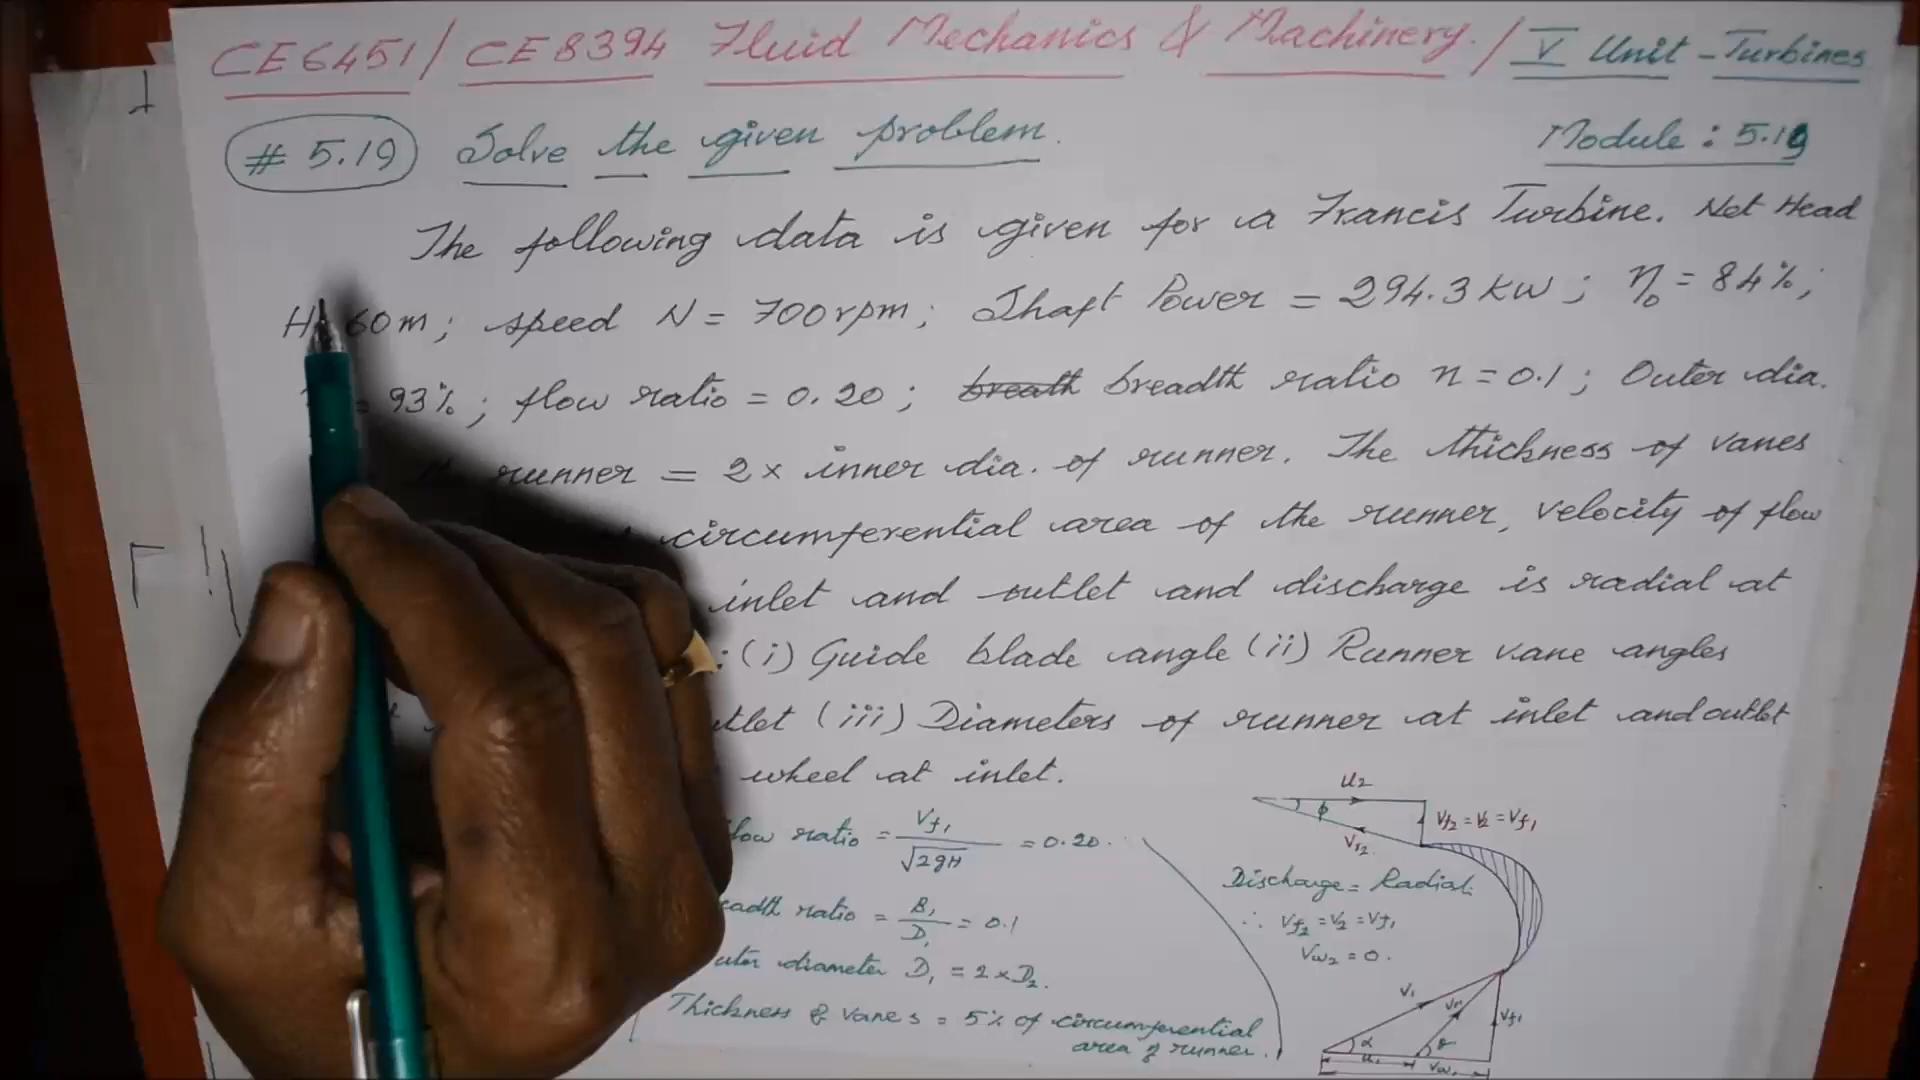 CE6451/ CE8394 Fluid Mechanics & Machinery. / V Unit - Turbines
# 5.19 Solve the given problem. Module : 5.19
The following data is given for a Francis Turbine. Net Head
H 60m; speed N = 700rpm; Shaft Power = 294.3 KW; η₀ = 84%;
= 93%; flow ratio = 0.20; breath breadth ratio n = 0.1; Outer dia.
runner = 2 x inner dia. of runner. The thickness of vanes
circumferential area of the runner, velocity of flow
inlet and outlet and discharge is radial at
: (i) Guide blade angle (ii) Runner vane angles
(iii) Diameters of runner at inlet and outlet
wheel at inlet.
flow ratio = Vf₁ / √2gH = 0.20.
ratio = B₁ / D₁ = 0.1
diameter D₁ = 2 x D₂.
Thickness of vanes = 5% of circumferential
area of runner.
u₂
φ
Vf₂ = V₂ = Vf₁
Vr₂
Discharge = Radial.
∴ Vf₂ = V₂ = Vf₁
Vw₂ = 0.
V₁ Vr₁ Vf₁
α θ
u₁
Vw₁